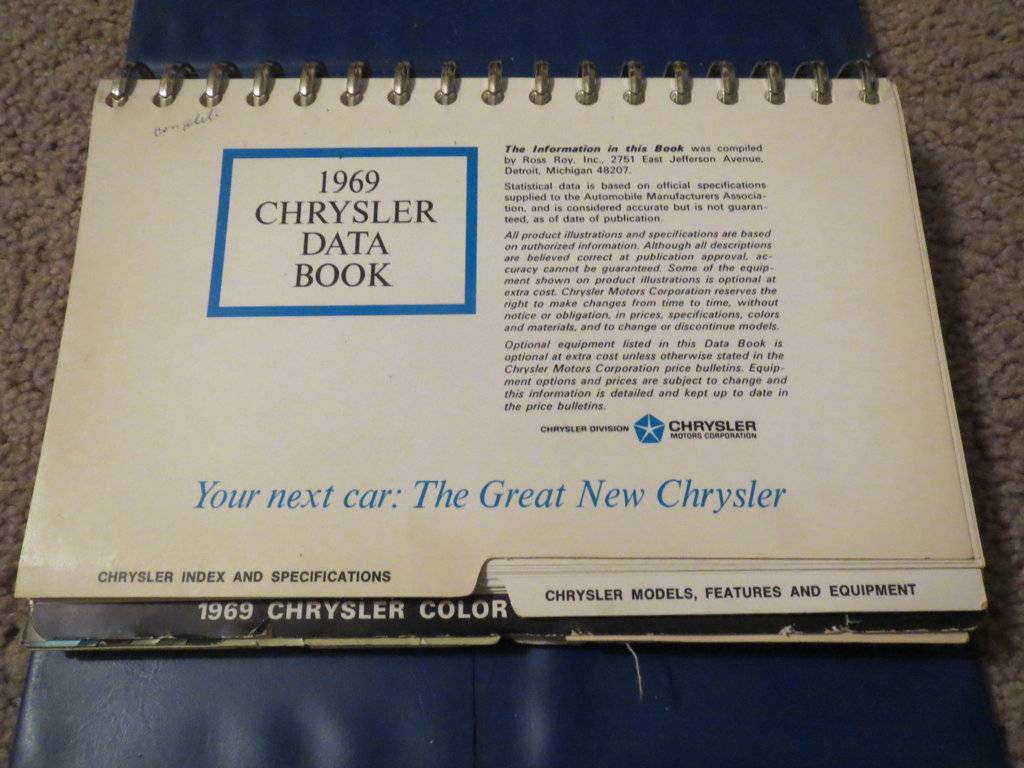 complete
1969
CHRYSLER
DATA
BOOK
The Information in this Book was compiled
by Ross Roy, Inc., 2751 East Jefferson Avenue,
Detroit, Michigan 48207.
Statistical data is based on official specifications
supplied to the Automobile Manufacturers Associa-
tion, and is considered accurate but is not guaran-
teed, as of date of publication.
All product illustrations and specifications are based
on authorized information. Although all descriptions
are believed correct at publication approval, ac-
curacy cannot be guaranteed. Some of the equip-
ment shown on product illustrations is optional at
extra cost. Chrysler Motors Corporation reserves the
right to make changes from time to time, without
notice or obligation, in prices, specifications, colors
and materials, and to change or discontinue models.
Optional equipment listed in this Data Book is
optional at extra cost unless otherwise stated in the
Chrysler Motors Corporation price bulletins. Equip-
ment options and prices are subject to change and
this information is detailed and kept up to date in
the price bulletins.
CHRYSLER DIVISION CHRYSLER
MOTORS CORPORATION
Your next car: The Great New Chrysler
CHRYSLER INDEX AND SPECIFICATIONS
CHRYSLER MODELS, FEATURES AND EQUIPMENT
1969 CHRYSLER COLOR